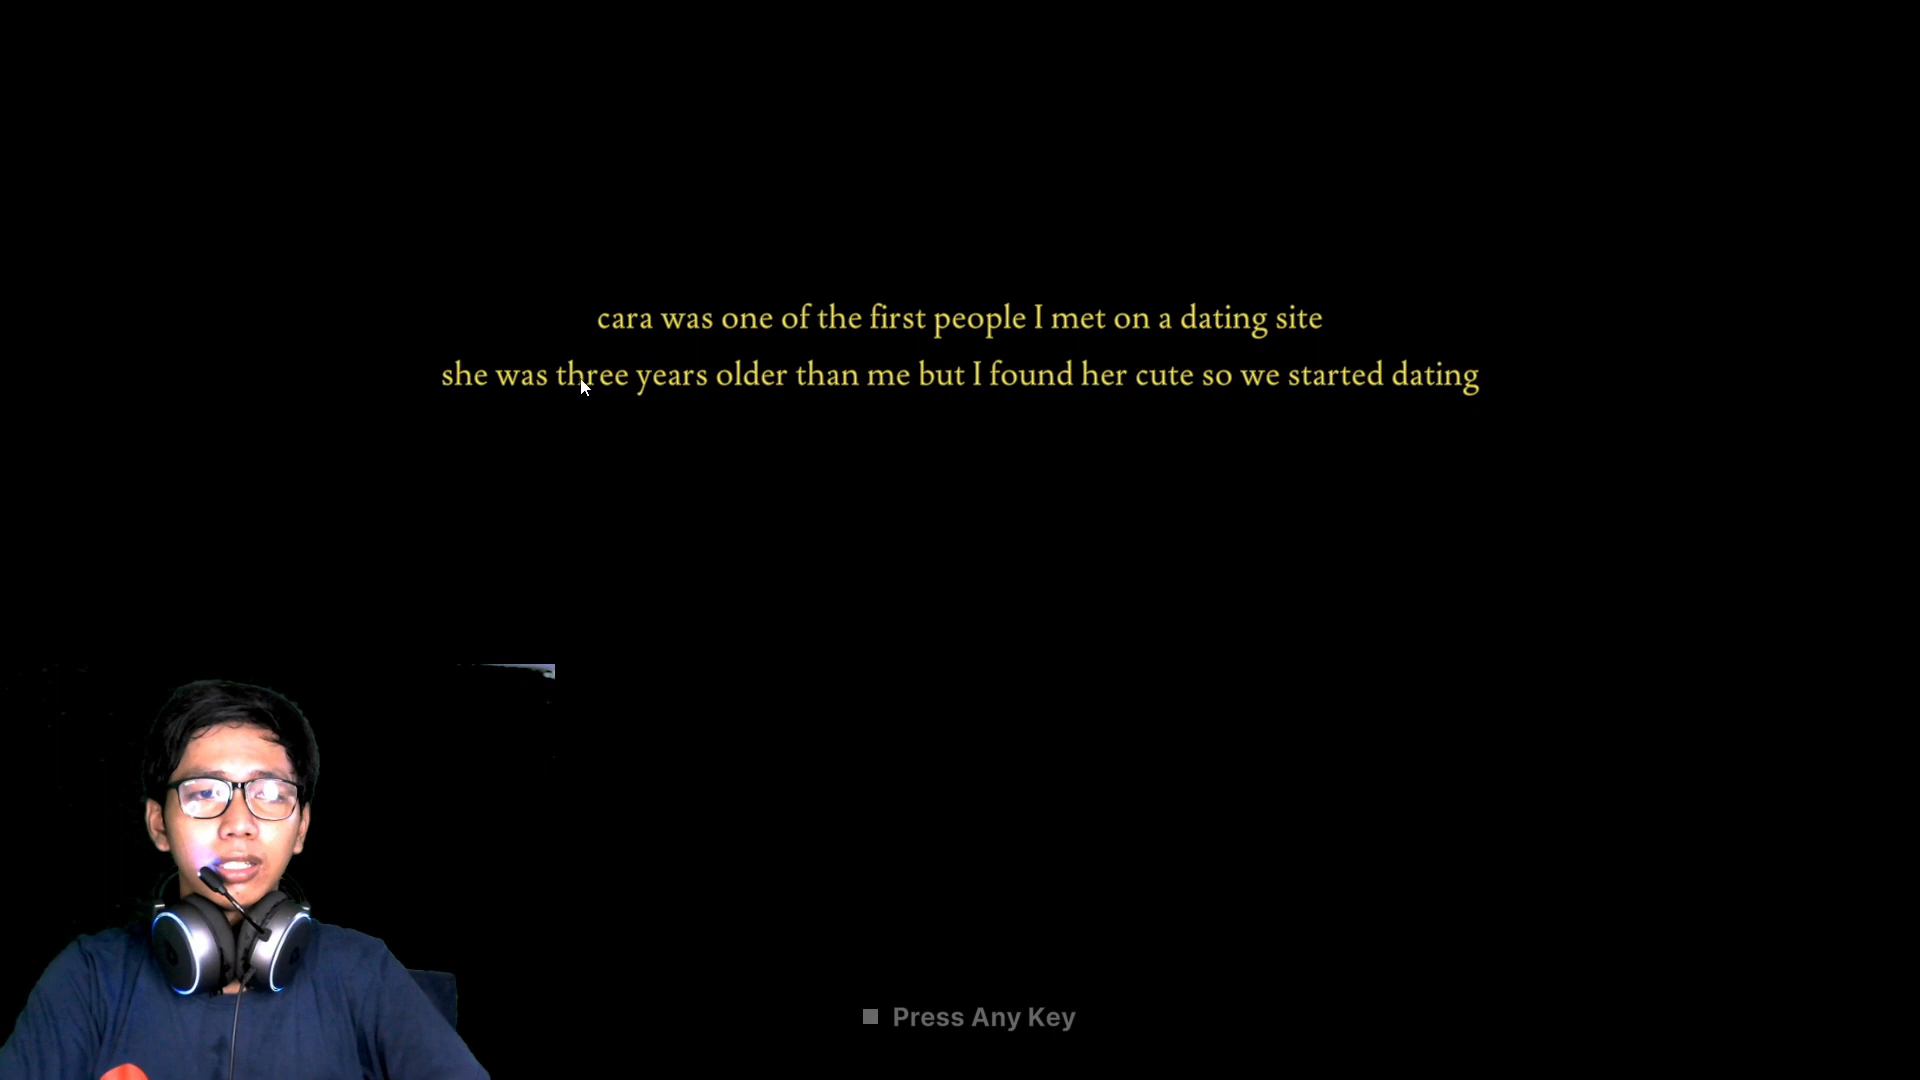 cara was one of the first people I met on a dating site
she was three years older than me but I found her cute so we started dating
Press Any Key